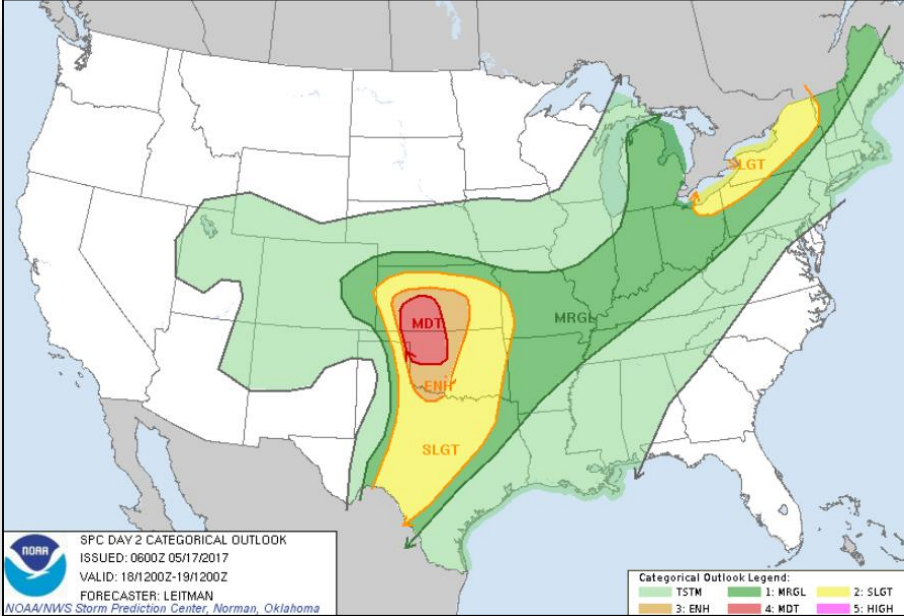 SLGT
MRGL
MDT
ENH
SLGT
NOAA
SPC DAY 2 CATEGORICAL OUTLOOK
ISSUED: 0600Z 05/17/2017
VALID: 18/1200Z-19/1200Z
FORECASTER: LEITMAN
NOAA/NWS Storm Prediction Center, Norman, Oklahoma
Categorical Outlook Legend:
TSTM 1: MRGL 2: SLGT
3: ENH 4: MDT 5: HIGH